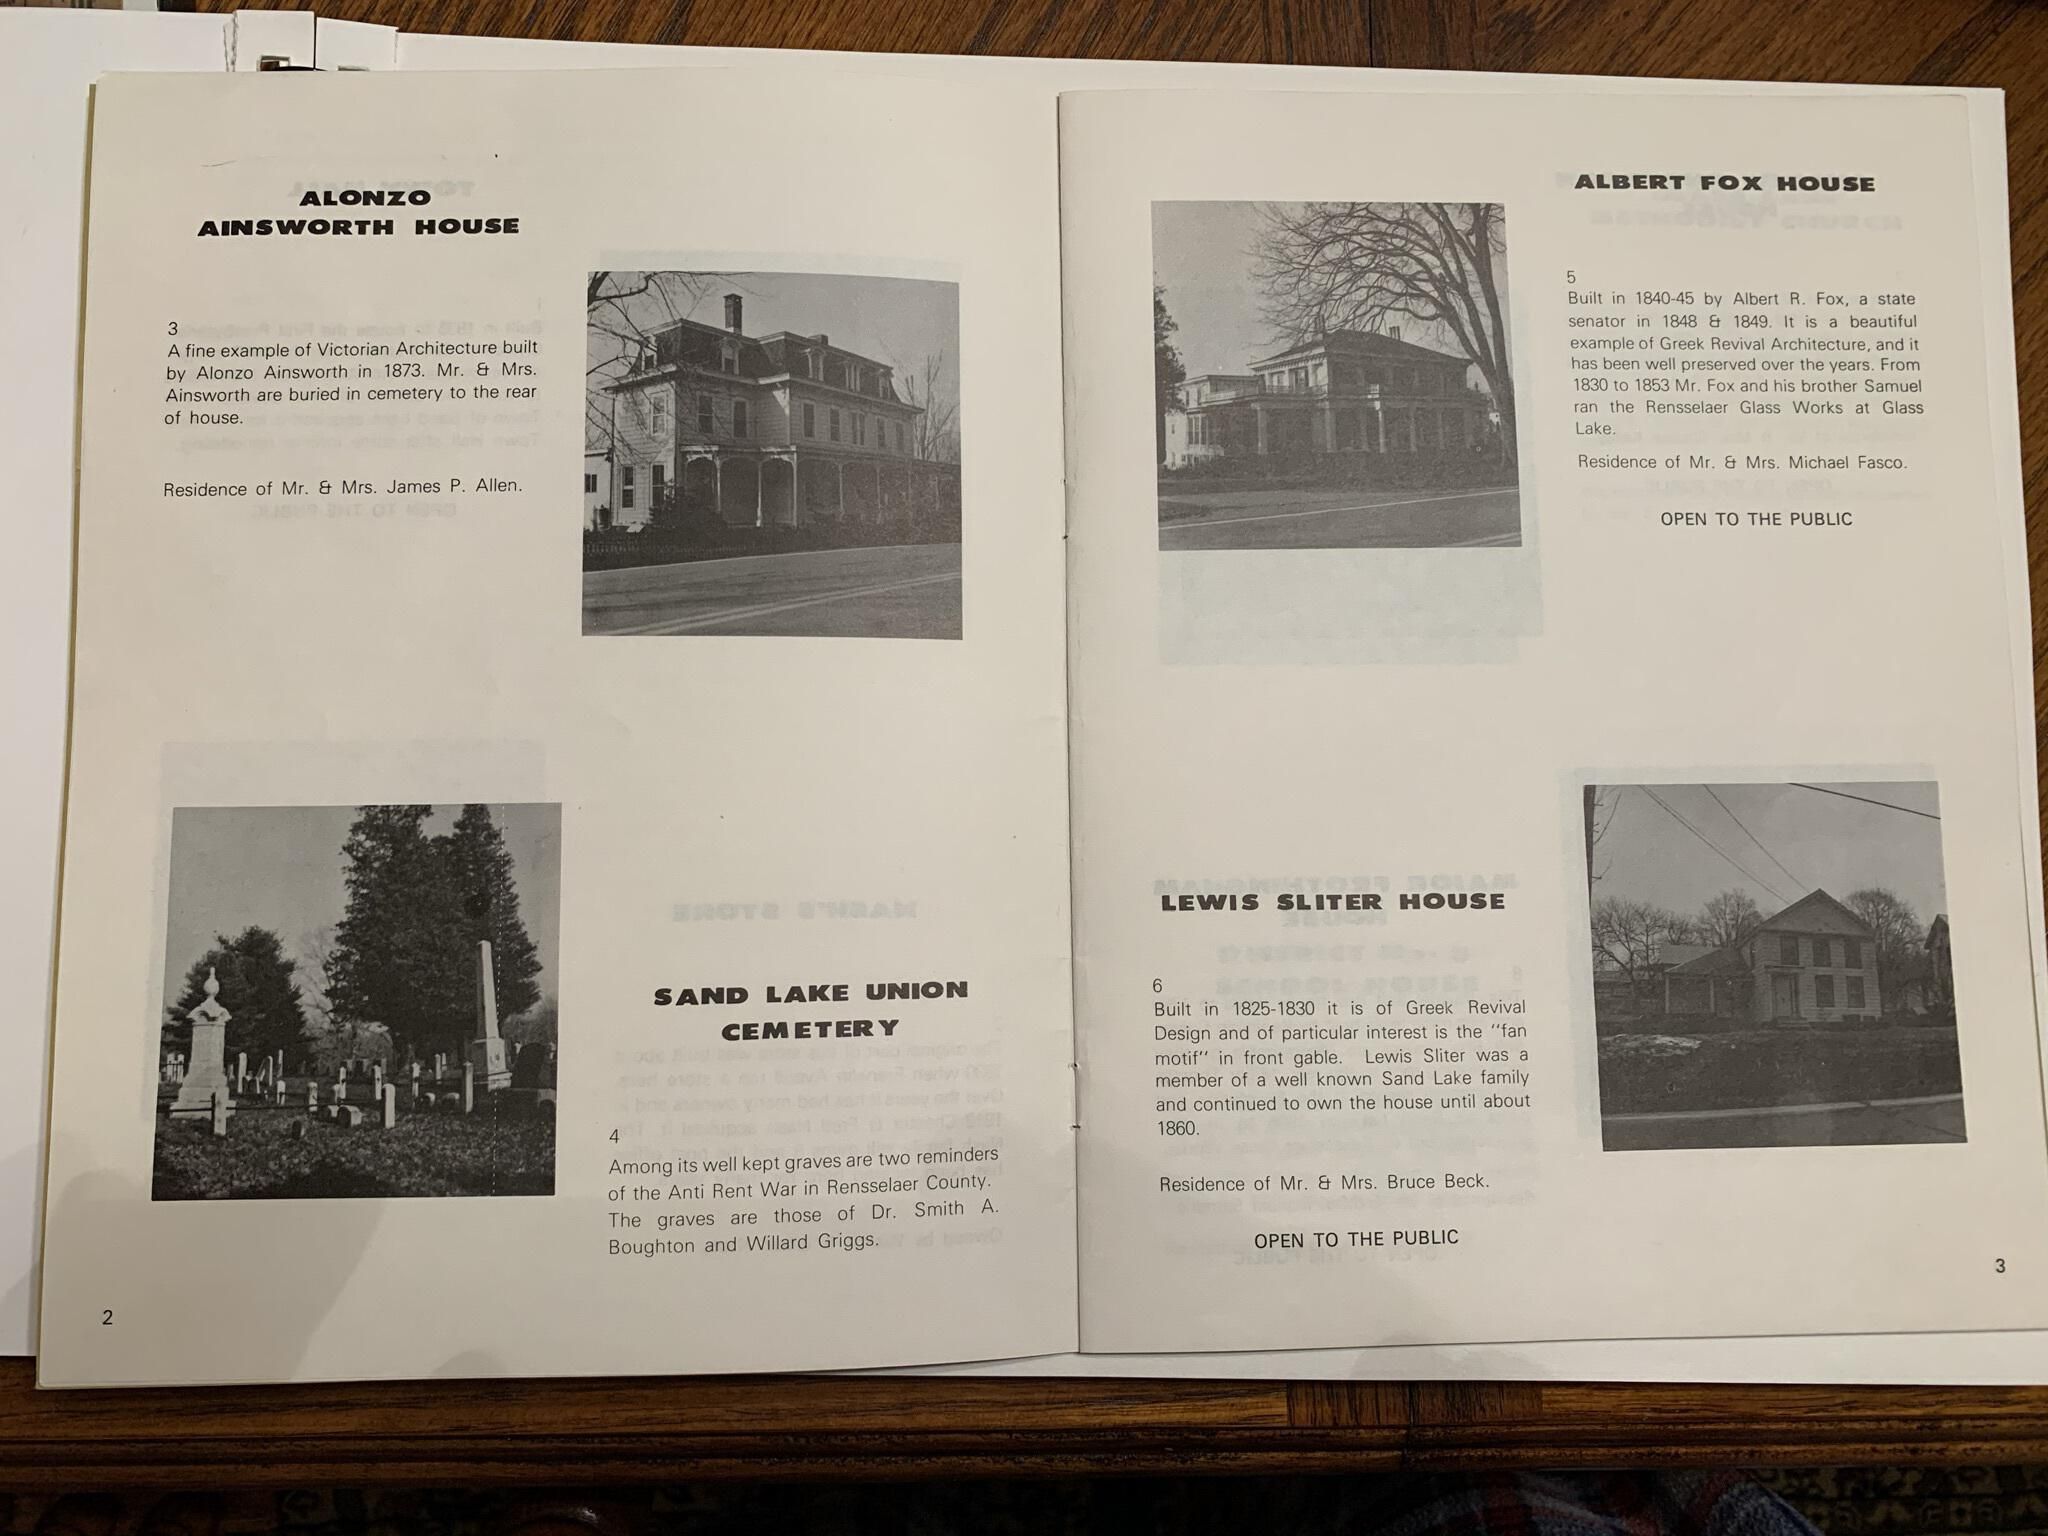 ALONZO
AINSWORTH HOUSE
3
A fine example of Victorian Architecture built
by Alonzo Ainsworth in 1873. Mr. & Mrs.
Ainsworth are buried in cemetery to the rear
of house.
Residence of Mr. & Mrs. James P. Allen.
SAND LAKE UNION
CEMETERY
4
Among its well kept graves are two reminders
of the Anti Rent War in Rensselaer County.
The graves are those of Dr. Smith A.
Boughton and Willard Griggs.
2
ALBERT FOX HOUSE
5
Built in 1840-45 by Albert R. Fox, a state
senator in 1848 & 1849. It is a beautiful
example of Greek Revival Architecture, and it
has been well preserved over the years. From
1830 to 1853 Mr. Fox and his brother Samuel
ran the Rensselaer Glass Works at Glass
Lake.
Residence of Mr. & Mrs. Michael Fasco.
OPEN TO THE PUBLIC
LEWIS SLITER HOUSE
6
Built in 1825-1830 it is of Greek Revival
Design and of particular interest is the "fan
motif" in front gable. Lewis Sliter was a
member of a well known Sand Lake family
and continued to own the house until about
1860.
Residence of Mr. & Mrs. Bruce Beck.
OPEN TO THE PUBLIC
3